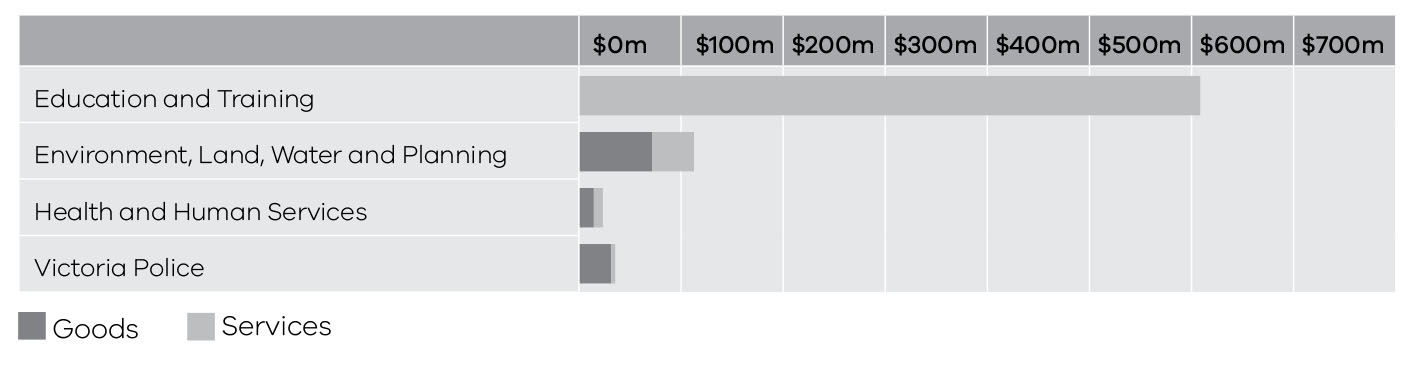 $0m $100m $200m $300m $400m $500m $600m $700m
Education and Training
Environment, Land, Water and Planning
Health and Human Services
Victoria Police
Goods Services